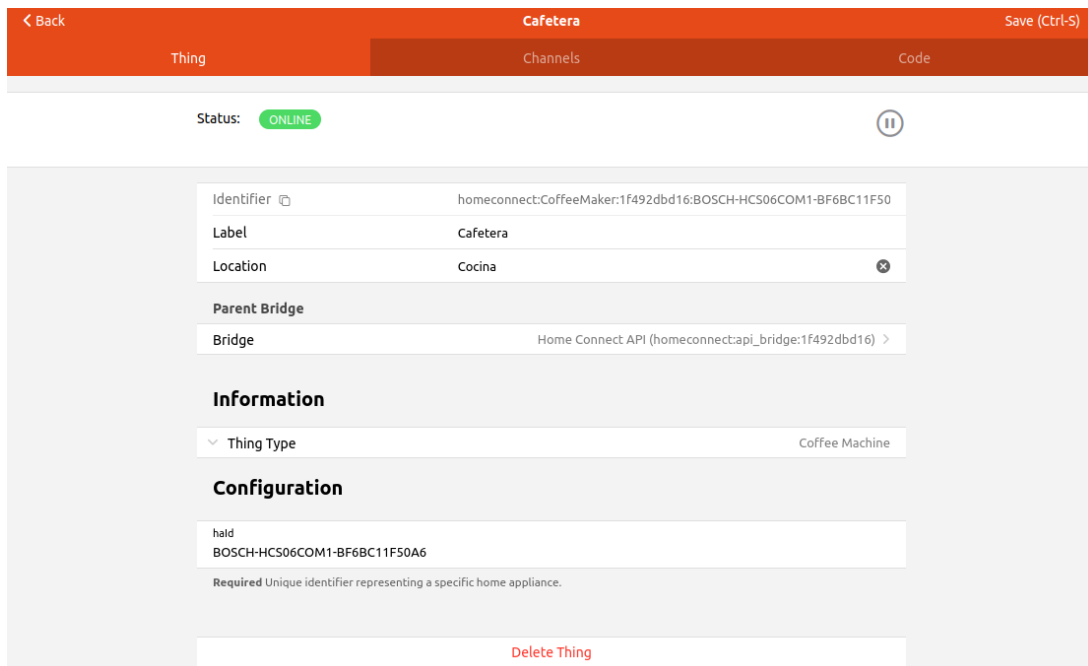 Back Cafetera Save (Ctrl-S)
Thing Channels Code
Status: ONLINE
Identifier homeconnect:CoffeeMaker:1f492dbd16:BOSCH-HCS06COM1-BF6BC11F50
Label Cafetera
Location Cocina
Parent Bridge
Bridge Home Connect API (homeconnect:api_bridge:1f492dbd16)
Information
Thing Type Coffee Machine
Configuration
haId
BOSCH-HCS06COM1-BF6BC11F50A6
Required Unique identifier representing a specific home appliance.
Delete Thing